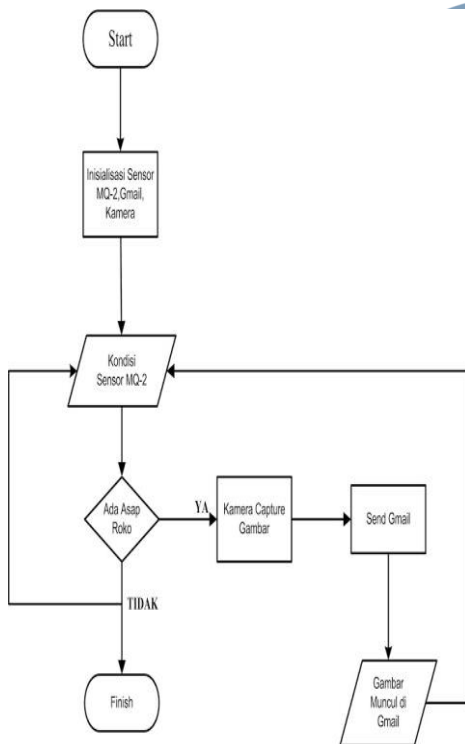 Start
Inisialisasi Sensor
MQ-2,Gmail,
Kamera
Kondisi
Sensor MQ-2
Ada Asap
Roko
YA
Kamera Capture
Gambar
Send Gmail
TIDAK
Finish
Gambar
Muncul di
Gmail